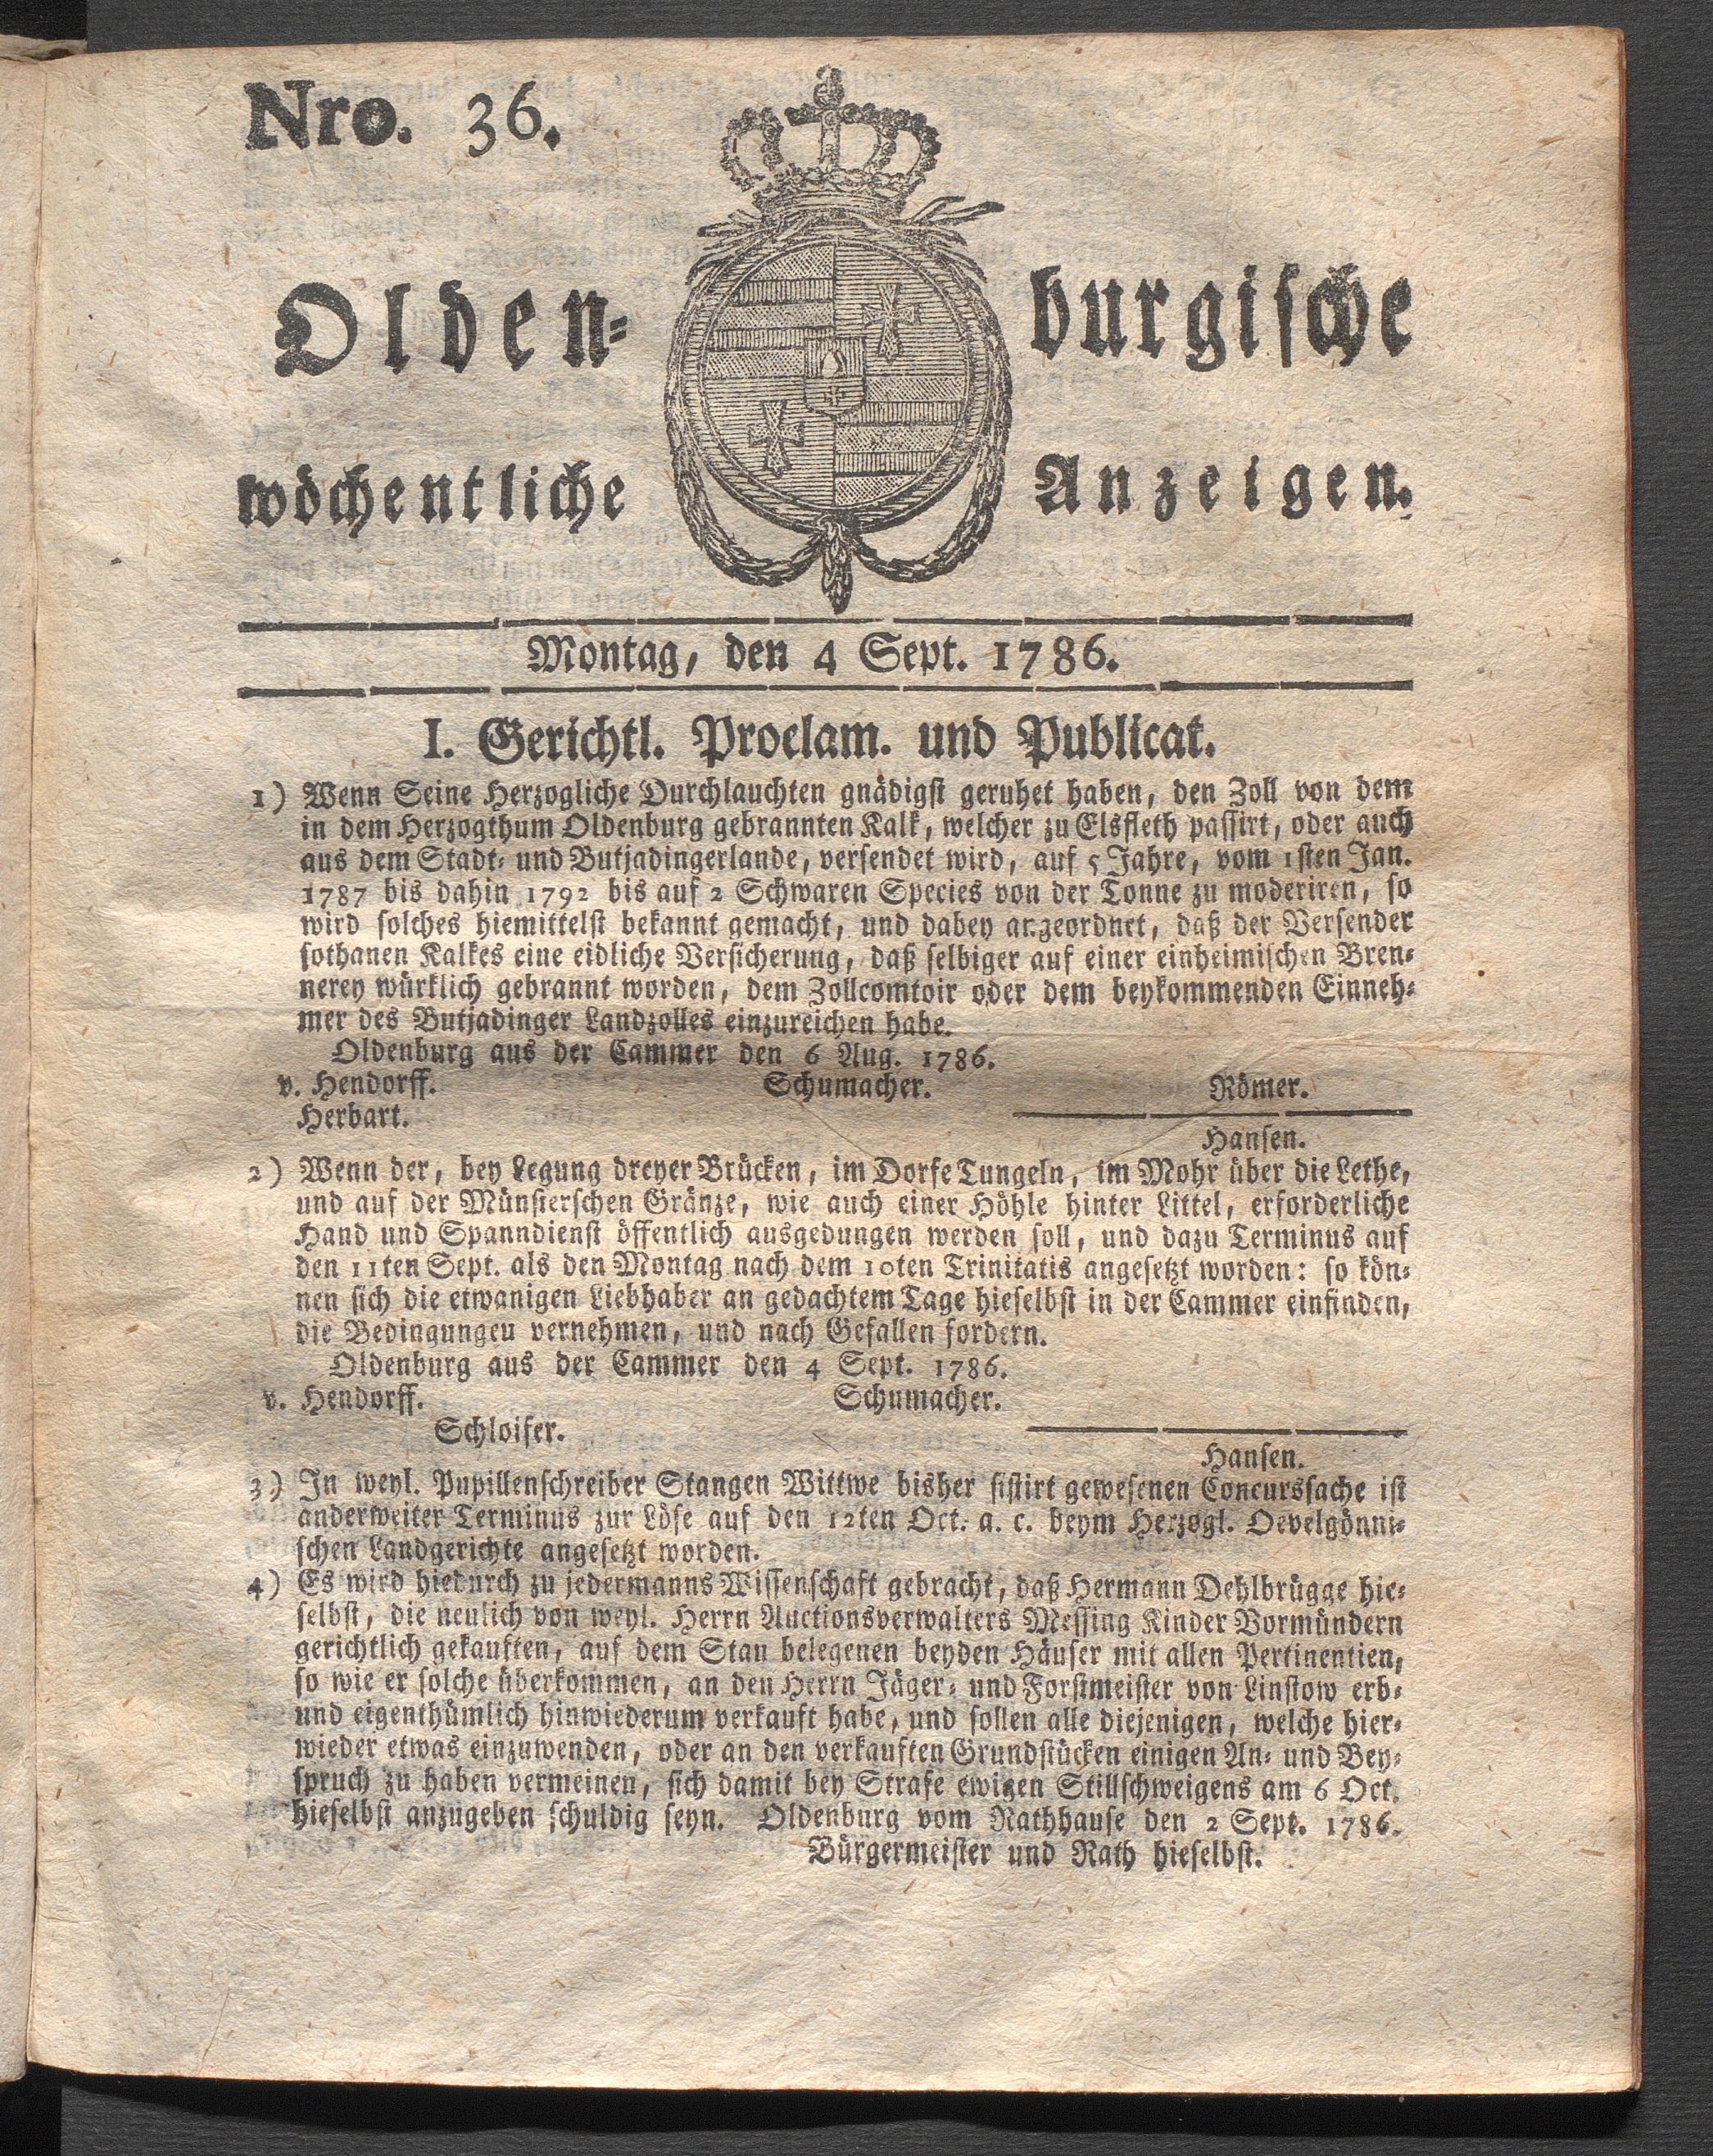 Nro. 36.
Olden=burgische
wöchentliche Anzeigen.
Montag, den 4 Sept. 1786.
I. Gerichtl. Proelam. und Publicat.
1) Wenn Seine Herzogliche Durchlauchten gnädigst geruhet haben, den Zoll von dem
in dem Herzogthum Oldenburg gebrannten Kalk, welcher zu Elsfleth passirt, oder auch
aus dem Stadt= und Butjadingerlande, versendet wird, auf 5 Jahre, vom 1sten Jan.
1787 bis dahin 1792 bis auf 2 Schwaren Species von der Tonne zu moderiren, so
wird solches hiemittelst bekannt gemacht, und dabey angeordnet, daß der Versender
sothanen Kalkes eine eidliche Versicherung, daß selbiger auf einer einheimischen Bren=
nerey würklich gebrannt worden, dem Zollcomtoir oder dem beykommenden Einneh=
mer des Butjadinger Landzolles einzureichen habe.
Oldenburg aus der Cammer den 6 Aug. 1786.
v. Hendorff. Schumacher. Römer.
Herbart.
Hansen.
2) Wenn der, bey Legung dreyer Brücken, im Dorfe Tungeln, im Mohr über die Lethe,
und auf der Münsterschen Gränze, wie auch einer Höhle hinter Littel, erforderliche
Hand und Spanndienst öffentlich ausgedungen werden soll, und dazu Terminus auf
den 11ten Sept. als den Montag nach dem 10ten Trinitatis angesetzt worden: so kön=
nen sich die etwanigen Liebhaber an gedachtem Tage hieselbst in der Cammer einfinden,
die Bedingungeu vernehmen, und nach Gefallen fordern.
Oldenburg aus der Cammer den 4 Sept. 1786.
v. Hendorff. Schumacher.
Schloifer.
Hansen.
3) In weyl. Pupillenschreiber Stangen Wittwe bisher sistirt gewesenen Concurssache ist
anderweiter Terminus zur Löse auf den 12ten Oct. a. c. beym Herzogl. Oevelgönni=
schen Landgerichte angesetzt worden.
4) Es wird hiedurch zu jedermanns Wissenschaft gebracht, daß Hermann Oehlbrügge hie=
selbst, die neulich von weyl. Herrn Auctionsverwalters Messing Kinder Vormündern
gerichtlich gekauften, auf dem Stau belegenen beyden Häuser mit allen Pertinentien,
so wie er solche überkommen, an den Herrn Jäger= und Forstmeister von Linstow erb=
und eigenthümlich hinwiederum verkauft habe, und sollen alle diejenigen, welche hier=
wieder etwas einzuwenden, oder an den verkauften Grundstücken einigen An= und Bey=
spruch zu haben vermeinen, sich damit bey Strafe ewigen Stillschweigens am 6 Oct.
hieselbst anzugeben schuldig seyn. Oldenburg vom Rathhause den 2 Sept. 1786.
Bürgermeister und Rath hieselbst.